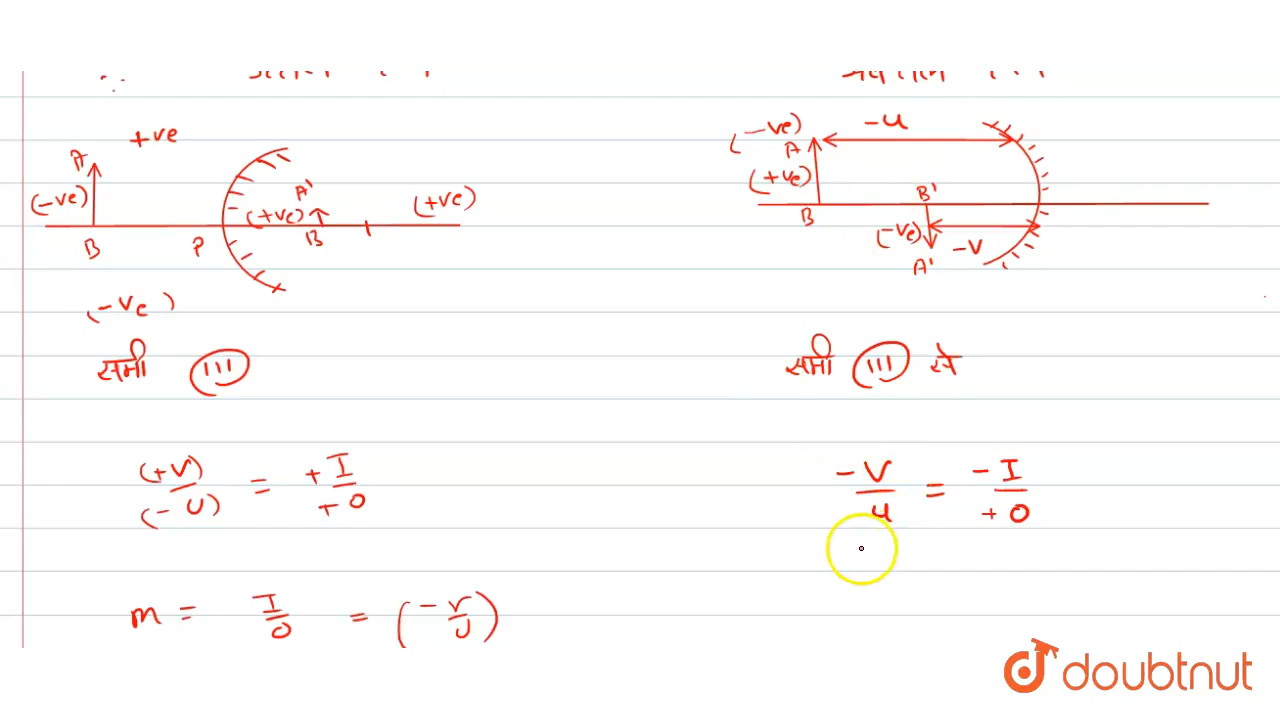 +ve
A
(-ve)
A'
(+ve)
(+ve)
B
P
B
(-ve)
समी (III)
(+v)/(-u) = +I/+O
m = I/O = (-v/u)
(-ve)
-u
A
(+ve)
B'
B
(-ve)
-v
A'
समी (III) से
-v/u = -I/+O
doubtnut